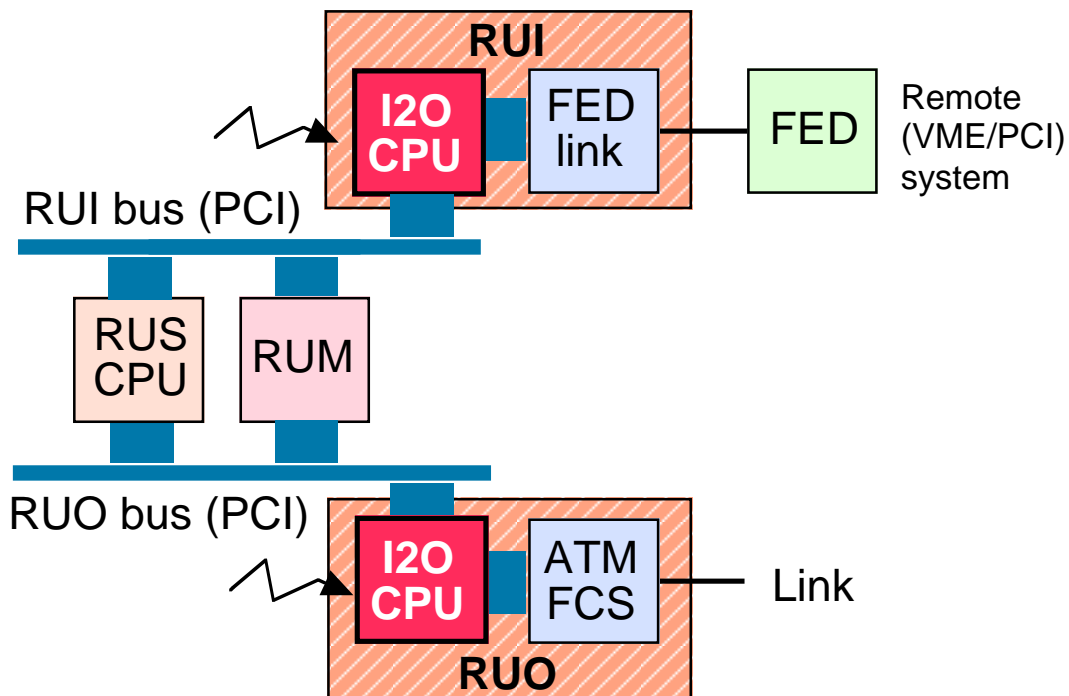 RUI
I2O
CPU
FED
link
FED
Remote
(VME/PCI)
system
RUI bus (PCI)
RUS
CPU
RUM
RUO bus (PCI)
I2O
CPU
ATM
FCS
Link
RUO